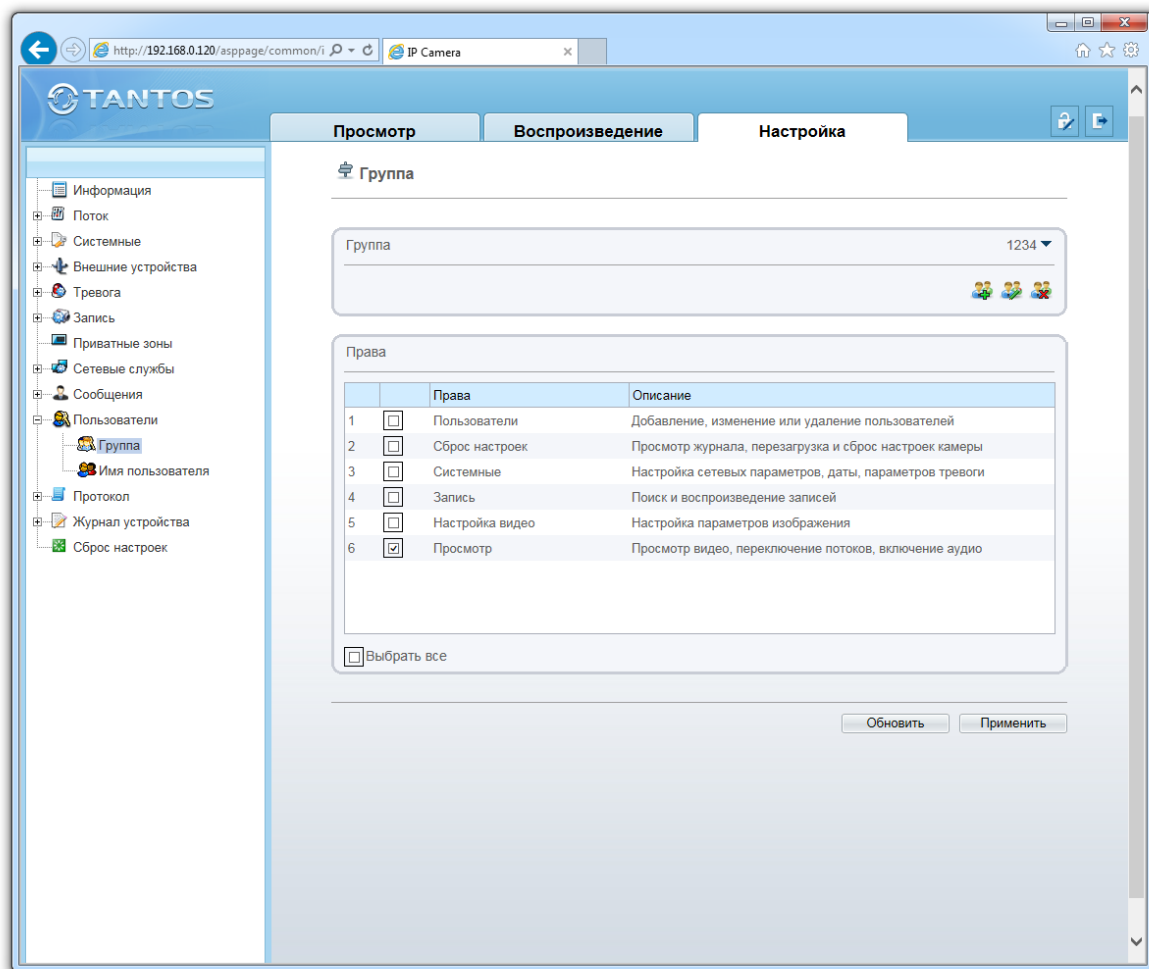 http://192.168.0.120/asppage/common/i
IP Camera
TANTOS
Просмотр
Воспроизведение
Настройка
Информация
Поток
Системные
Внешние устройства
Тревога
Запись
Приватные зоны
Сетевые службы
Сообщения
Пользователи
Группа
Имя пользователя
Протокол
Журнал устройства
Сброс настроек
Группа
Группа 1234
Права
Права Описание
1 Пользователи Добавление, изменение или удаление пользователей
2 Сброс настроек Просмотр журнала, перезагрузка и сброс настроек камеры
3 Системные Настройка сетевых параметров, даты, параметров тревоги
4 Запись Поиск и воспроизведение записей
5 Настройка видео Настройка параметров изображения
6 Просмотр Просмотр видео, переключение потоков, включение аудио
Выбрать все
Обновить Применить